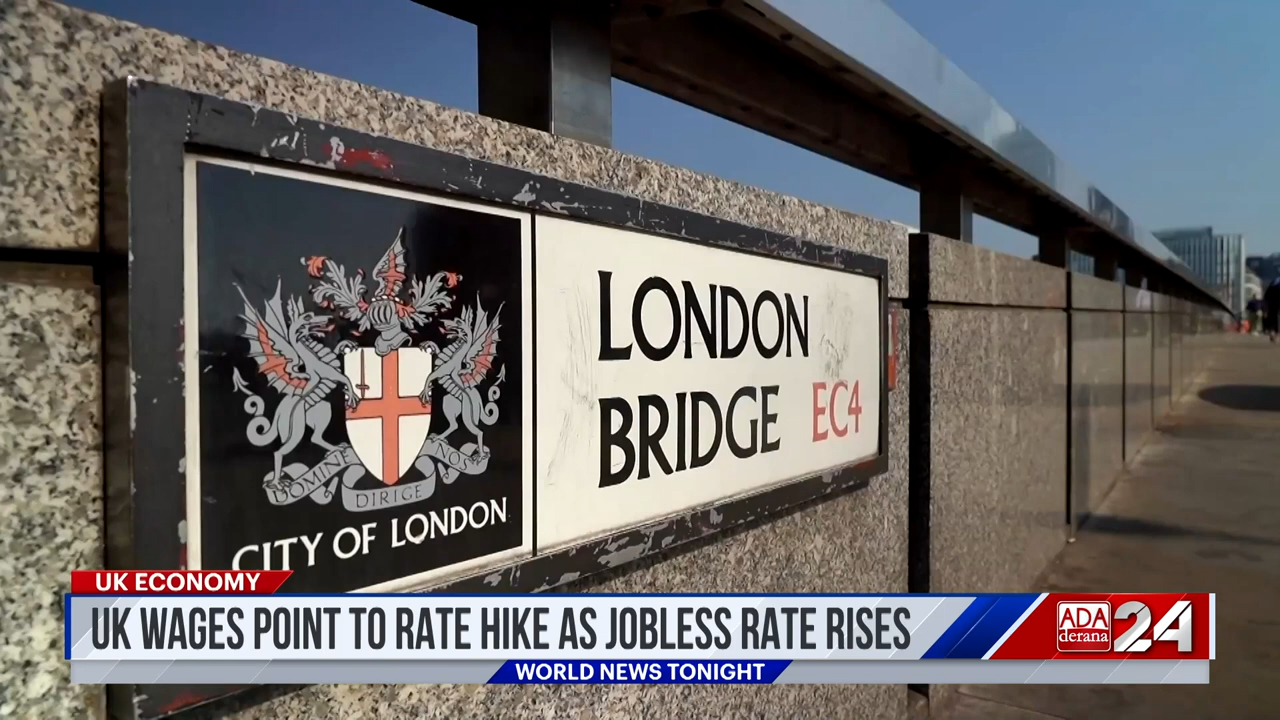 DOMINE DIRIGE NOS
CITY OF LONDON
LONDON
BRIDGE EC4
UK ECONOMY
UK WAGES POINT TO RATE HIKE AS JOBLESS RATE RISES
ADA
derana
24
WORLD NEWS TONIGHT